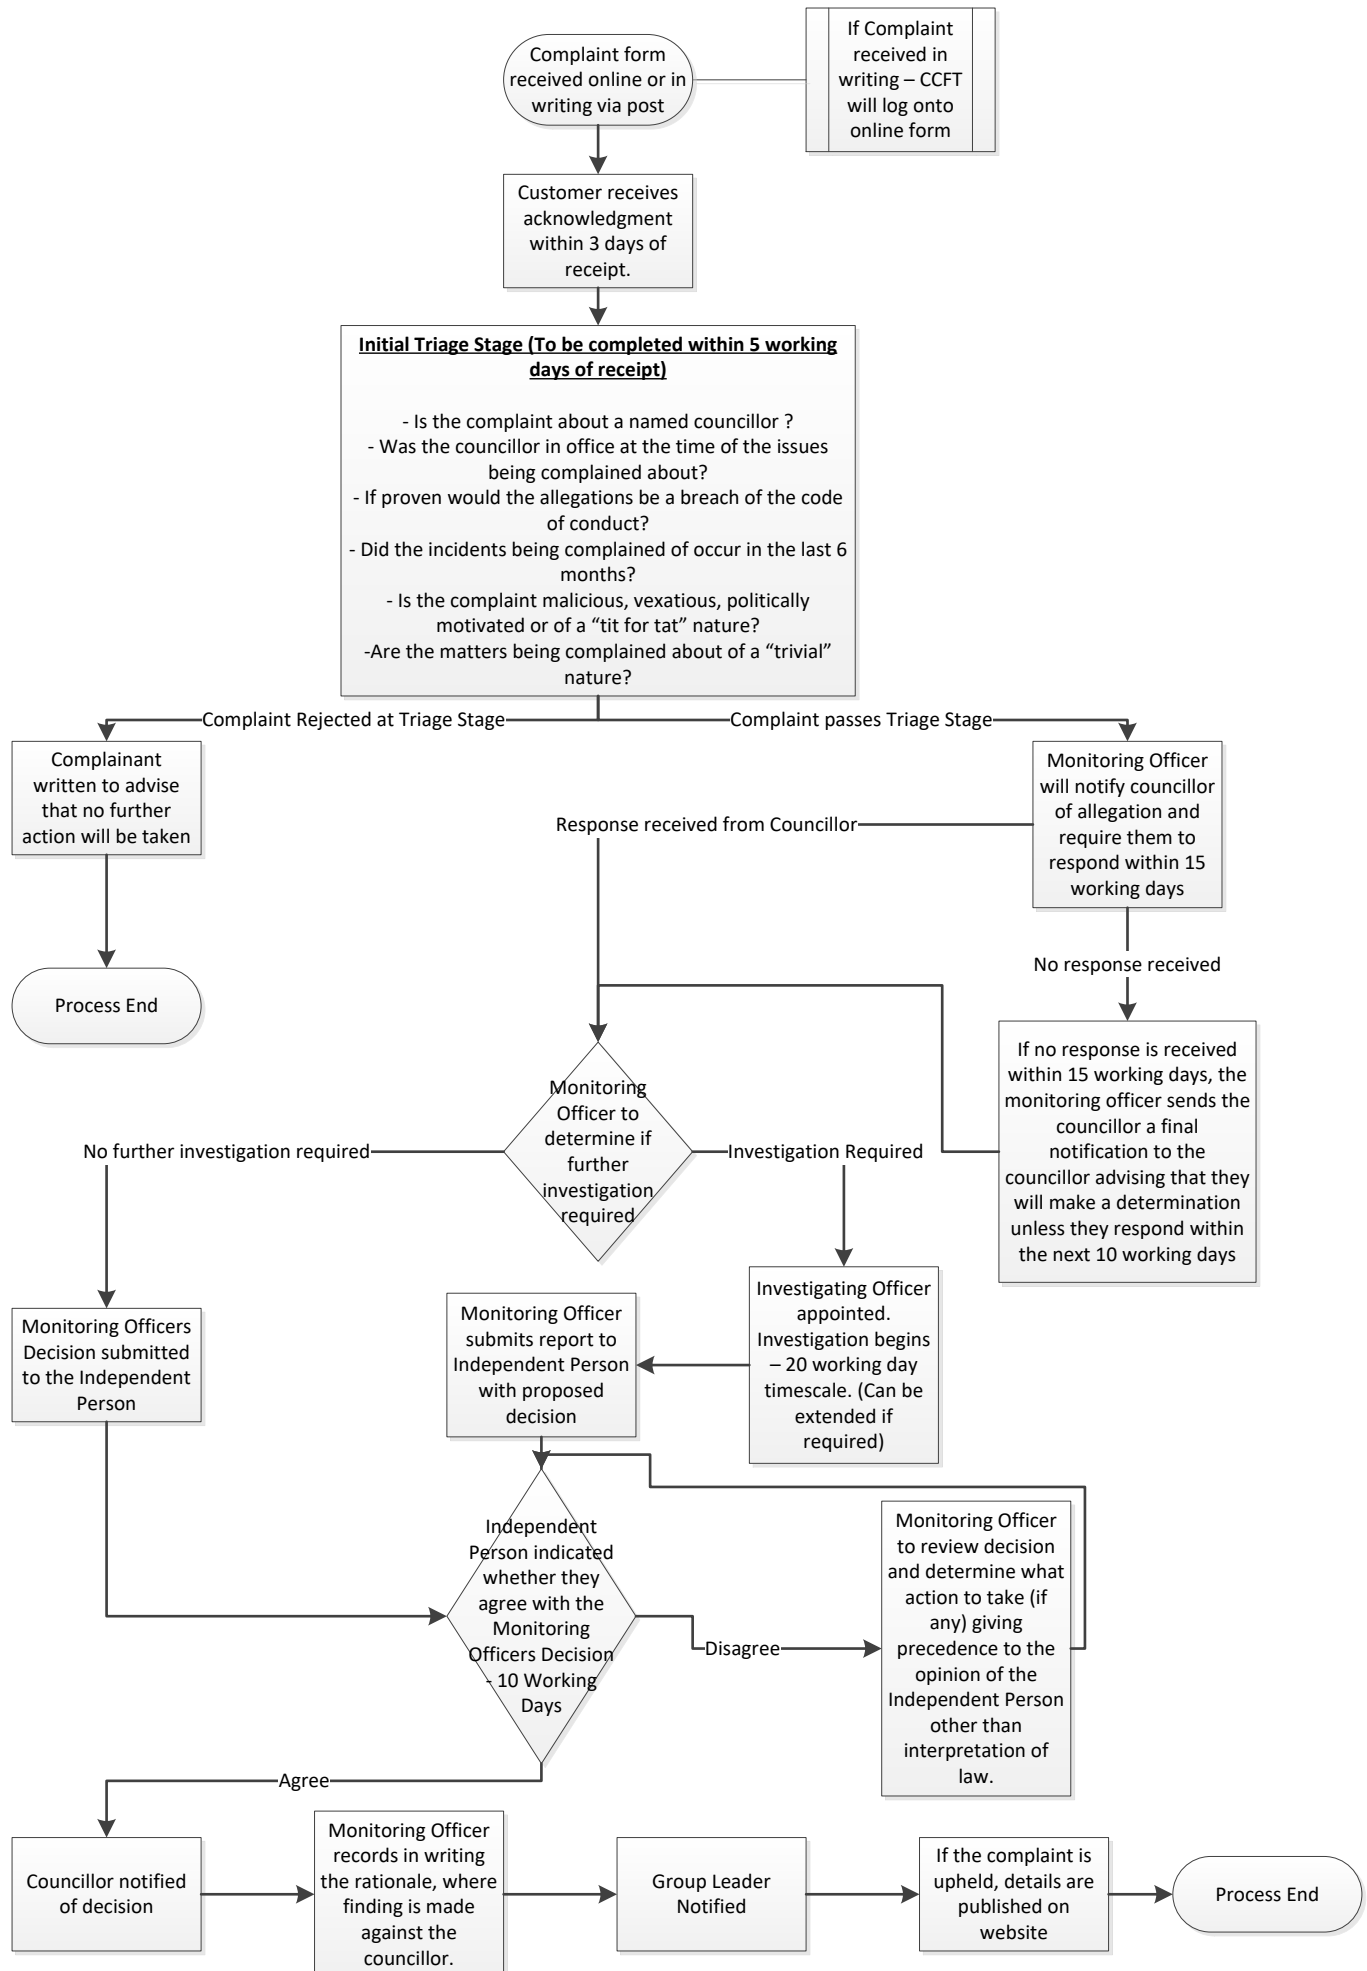 Complaint form
received online or in
writing via post
If Complaint
received in
writing – CCFT
will log onto
online form
Customer receives
acknowledgment
within 3 days of
receipt.
Initial Triage Stage (To be completed within 5 working
days of receipt)
- Is the complaint about a named councillor ?
- Was the councillor in office at the time of the issues
being complained about?
- If proven would the allegations be a breach of the code
of conduct?
- Did the incidents being complained of occur in the last 6
months?
- Is the complaint malicious, vexatious, politically
motivated or of a “tit for tat” nature?
-Are the matters being complained about of a “trivial”
nature?
Complaint Rejected at Triage Stage
Complaint passes Triage Stage
Complainant
written to advise
that no further
action will be taken
Monitoring Officer
will notify councillor
of allegation and
require them to
respond within 15
working days
Response received from Councillor
No response received
Process End
If no response is received
within 15 working days, the
monitoring officer sends the
councillor a final
notification to the
councillor advising that they
will make a determination
unless they respond within
the next 10 working days
Monitoring
Officer to
determine if
further
investigation
required
No further investigation required
Investigation Required
Investigating Officer
appointed.
Investigation begins
– 20 working day
timescale. (Can be
extended if
required)
Monitoring Officer
submits report to
Independent Person
with proposed
decision
Monitoring Officers
Decision submitted
to the Independent
Person
Independent
Person indicated
whether they
agree with the
Monitoring
Officers Decision
- 10 Working
Days
Disagree
Monitoring Officer
to review decision
and determine what
action to take (if
any) giving
precedence to the
opinion of the
Independent Person
other than
interpretation of
law.
Agree
Councillor notified
of decision
Monitoring Officer
records in writing
the rationale, where
finding is made
against the
councillor.
Group Leader
Notified
If the complaint is
upheld, details are
published on
website
Process End